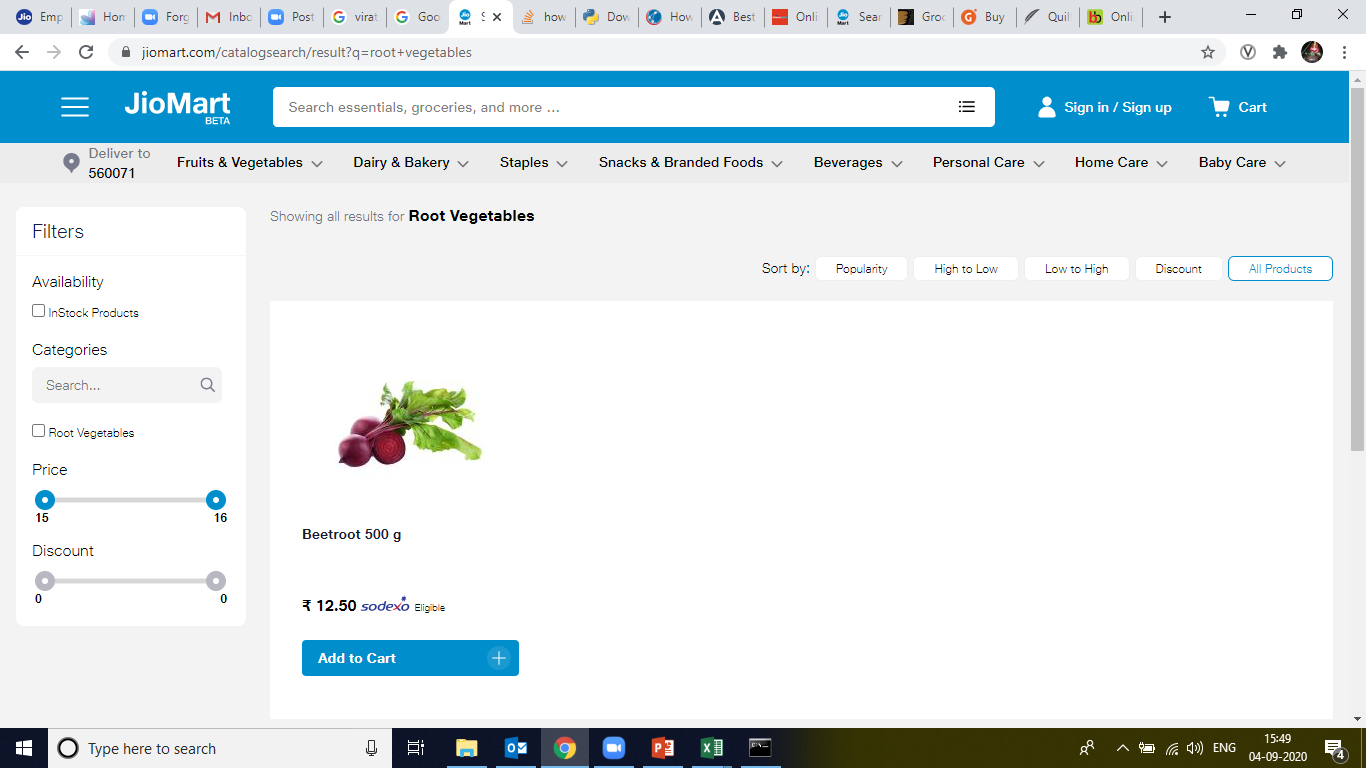 Emp Hom Forg Inbo Post virat Goo S how Dow How Best Onli Sear Groc Buy Quil Onli
jiomart.com/catalogsearch/result?q=root+vegetables
JioMart
BETA
Search essentials, groceries, and more ...
Sign in / Sign up
Cart
Deliver to
560071
Fruits & Vegetables Dairy & Bakery Staples Snacks & Branded Foods Beverages Personal Care Home Care Baby Care
Filters
Availability
InStock Products
Categories
Search...
Root Vegetables
Price
15 16
Discount
0 0
Showing all results for Root Vegetables
Sort by: Popularity High to Low Low to High Discount All Products
Beetroot 500 g
₹ 12.50 sodexo Eligible
Add to Cart
Type here to search
ENG
15:49
04-09-2020
4